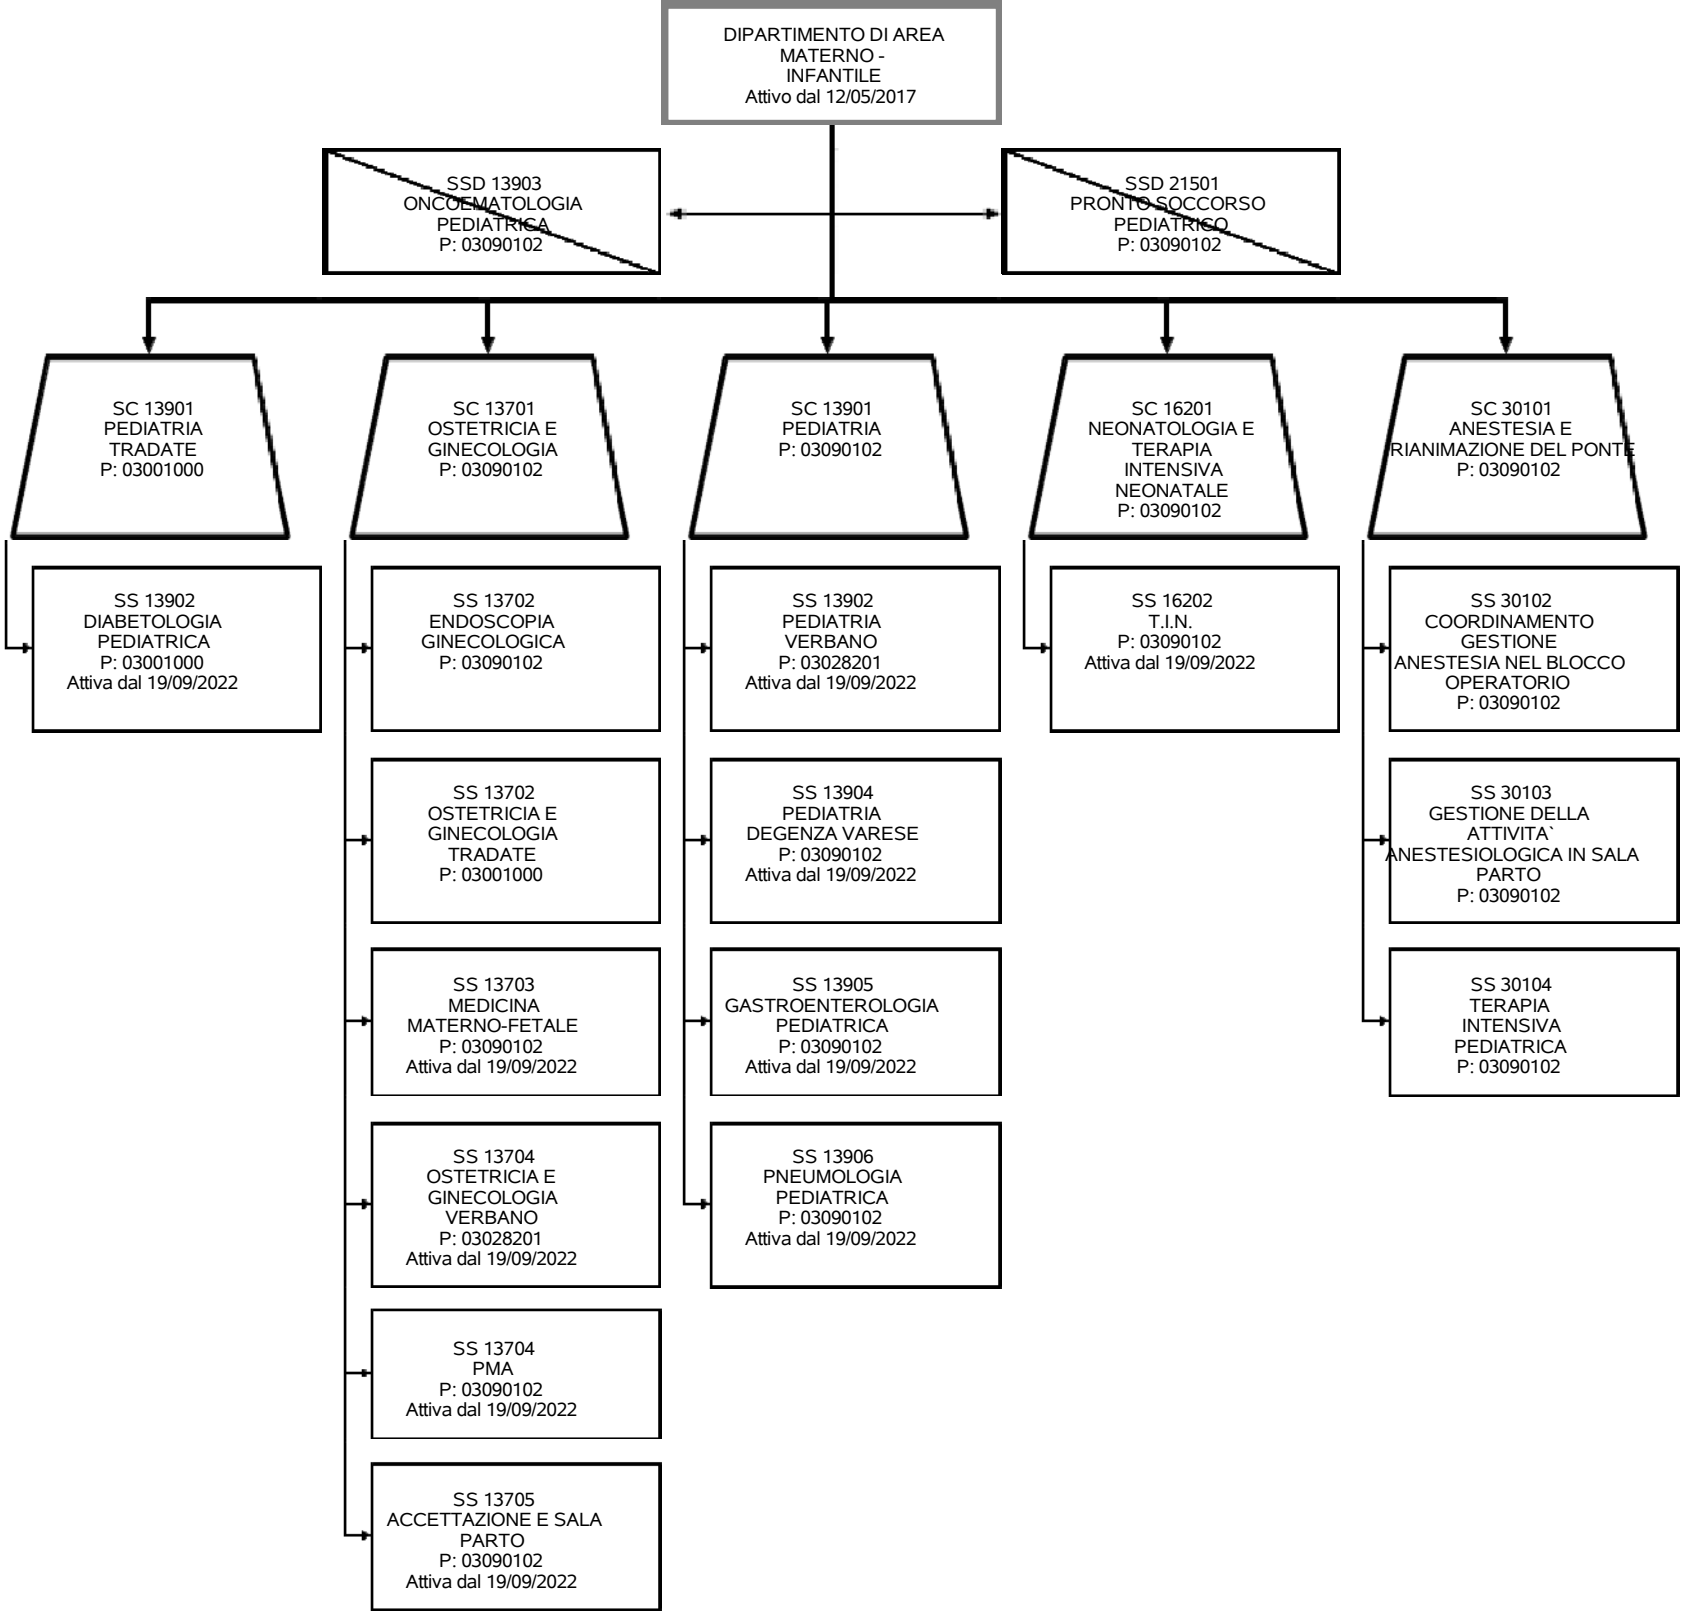 DIPARTIMENTO DI AREA
MATERNO -
INFANTILE
Attivo dal 12/05/2017
SSD 13903
ONCOEMATOLOGIA
PEDIATRICA
P: 03090102
SSD 21501
PRONTO SOCCORSO
PEDIATRICO
P: 03090102
SC 13901
PEDIATRIA
TRADATE
P: 03001000
SC 13701
OSTETRICIA E
GINECOLOGIA
P: 03090102
SC 13901
PEDIATRIA
P: 03090102
SC 16201
NEONATOLOGIA E
TERAPIA
INTENSIVA
NEONATALE
P: 03090102
SC 30101
ANESTESIA E
RIANIMAZIONE DEL PONTE
P: 03090102
SS 13902
DIABETOLOGIA
PEDIATRICA
P: 03001000
Attiva dal 19/09/2022
SS 13702
ENDOSCOPIA
GINECOLOGICA
P: 03090102
SS 13902
PEDIATRIA
VERBANO
P: 03028201
Attiva dal 19/09/2022
SS 16202
T.I.N.
P: 03090102
Attiva dal 19/09/2022
SS 30102
COORDINAMENTO
GESTIONE
ANESTESIA NEL BLOCCO
OPERATORIO
P: 03090102
SS 13702
OSTETRICIA E
GINECOLOGIA
TRADATE
P: 03001000
SS 13904
PEDIATRIA
DEGENZA VARESE
P: 03090102
Attiva dal 19/09/2022
SS 30103
GESTIONE DELLA
ATTIVITA`
ANESTESIOLOGICA IN SALA
PARTO
P: 03090102
SS 13703
MEDICINA
MATERNO-FETALE
P: 03090102
Attiva dal 19/09/2022
SS 13905
GASTROENTEROLOGIA
PEDIATRICA
P: 03090102
Attiva dal 19/09/2022
SS 30104
TERAPIA
INTENSIVA
PEDIATRICA
P: 03090102
SS 13704
OSTETRICIA E
GINECOLOGIA
VERBANO
P: 03028201
Attiva dal 19/09/2022
SS 13906
PNEUMOLOGIA
PEDIATRICA
P: 03090102
Attiva dal 19/09/2022
SS 13704
PMA
P: 03090102
Attiva dal 19/09/2022
SS 13705
ACCETTAZIONE E SALA
PARTO
P: 03090102
Attiva dal 19/09/2022